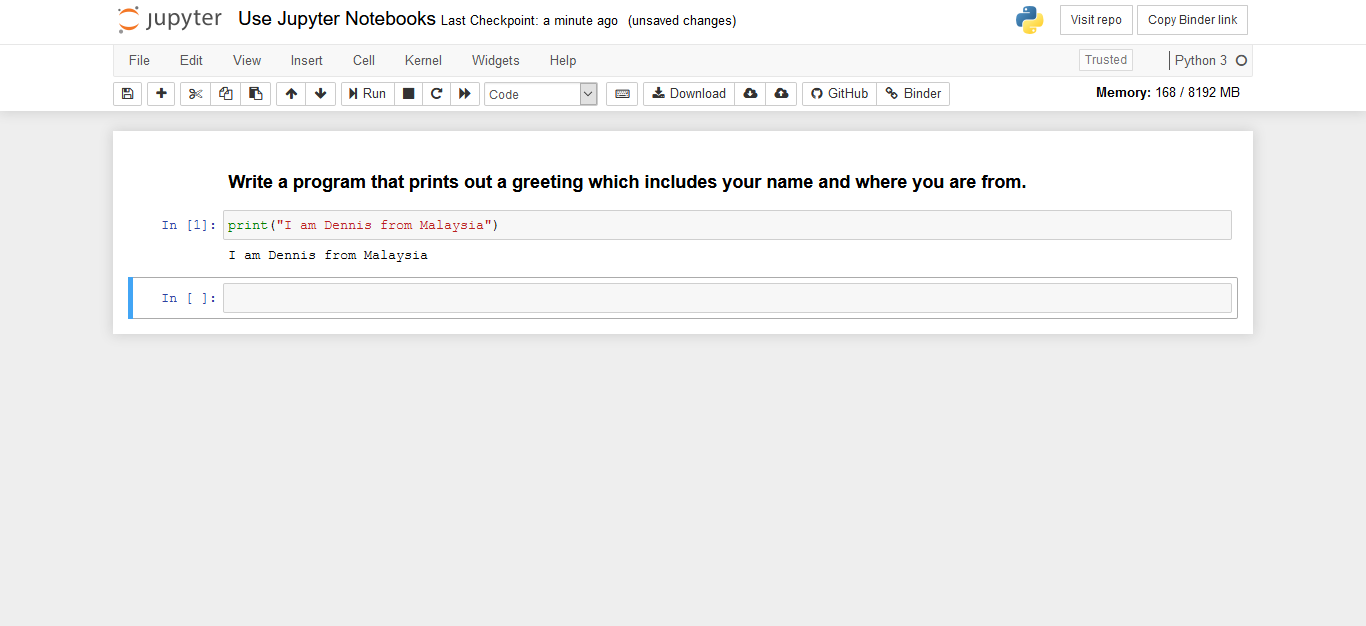 jupyter Use Jupyter Notebooks Last Checkpoint: a minute ago (unsaved changes) Visit repo Copy Binder link
File Edit View Insert Cell Kernel Widgets Help Trusted Python 3
Run Code Download GitHub Binder Memory: 168 / 8192 MB
Write a program that prints out a greeting which includes your name and where you are from.
In [1]: print("I am Dennis from Malaysia")
I am Dennis from Malaysia
In [ ]: